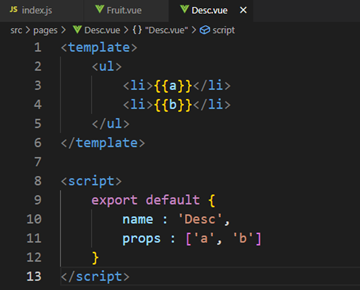 index.js Fruit.vue Desc.vue
src > pages > Desc.vue > {} "Desc.vue" > script
1 <template>
2 <ul>
3 <li>{{a}}</li>
4 <li>{{b}}</li>
5 </ul>
6 </template>
7
8 <script>
9 export default {
10 name : 'Desc',
11 props : ['a', 'b']
12 }
13 </script>